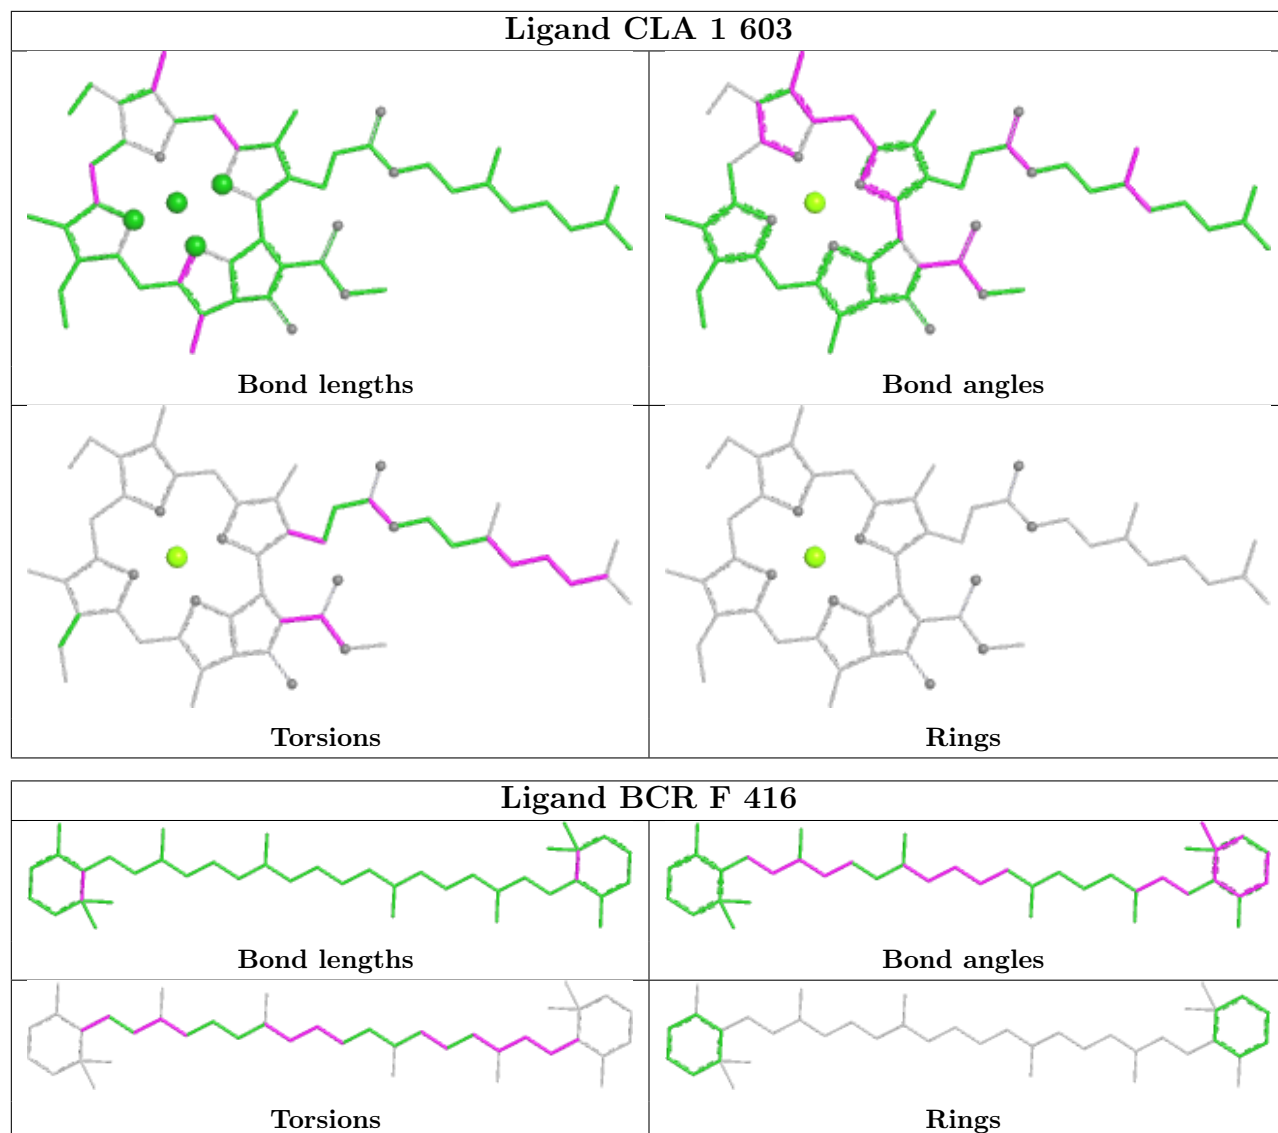 Ligand CLA 1 603
Bond lengths
Bond angles
Torsions
Rings
Ligand BCR F 416
Bond lengths
Bond angles
Torsions
Rings